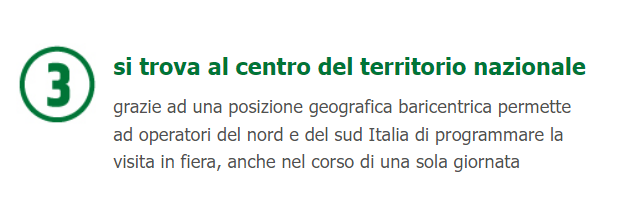 3
si trova al centro del territorio nazionale
grazie ad una posizione geografica baricentrica permette
ad operatori del nord e del sud Italia di programmare la
visita in fiera, anche nel corso di una sola giornata